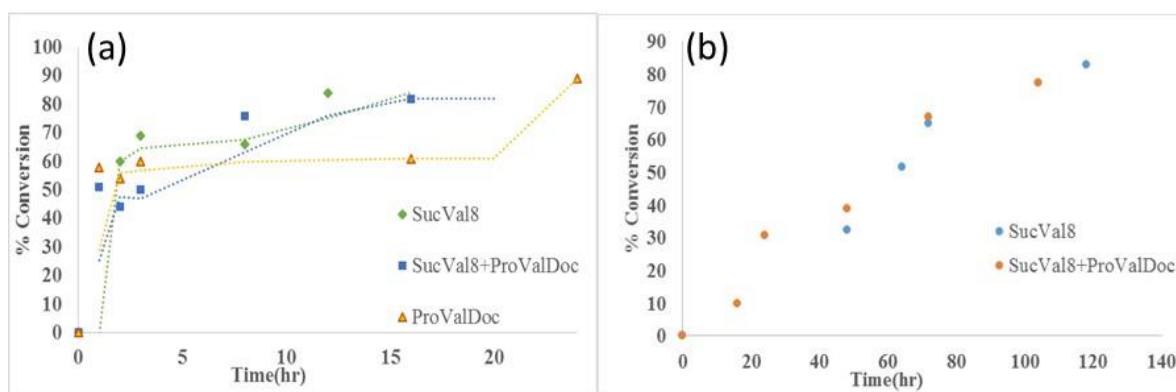 (a)
100
90
80
70
60
50
40
30
20
10
0
% Conversion
0 5 10 15 20
Time(hr)
SucVal8
SucVal8+ProValDoc
ProValDoc
(b)
90
80
70
60
50
40
30
20
10
0
% Conversion
0 20 40 60 80 100 120 140
Time(hr)
SucVal8
SucVal8+ProValDoc